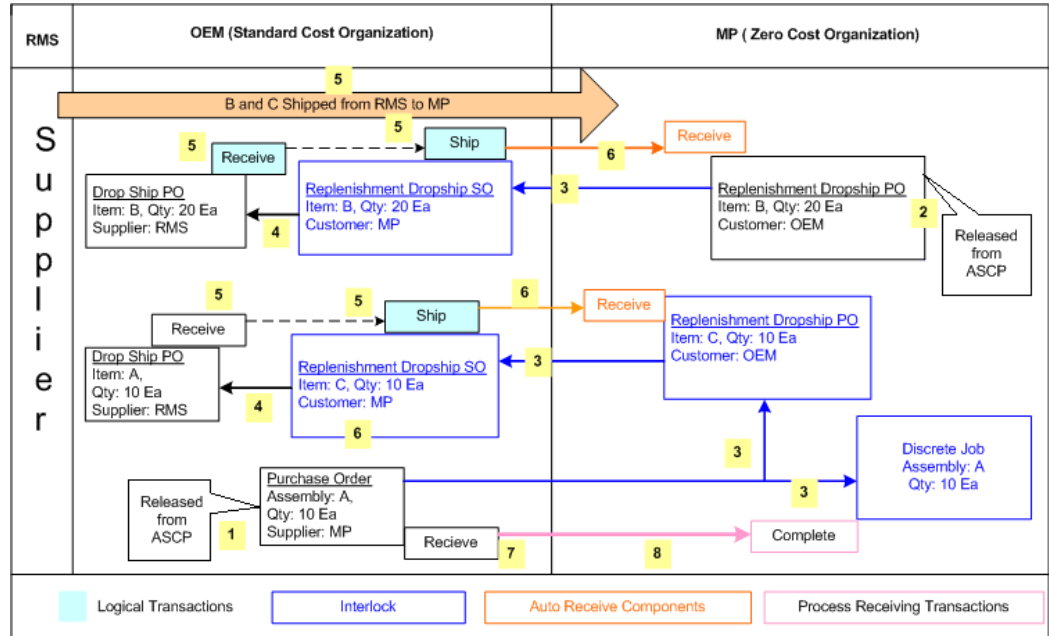 RMS
OEM (Standard Cost Organization)
MP ( Zero Cost Organization)
Supplier
5
B and C Shipped from RMS to MP
5
5
Receive
Ship
6
Receive
Drop Ship PO
Item: B, Qty: 20 Ea
Supplier: RMS
4
Replenishment Dropship SO
Item: B, Qty: 20 Ea
Customer: MP
3
Replenishment Dropship PO
Item: B, Qty: 20 Ea
Customer: OEM
2
Released
from
ASCP
5
Receive
5
Ship
6
Receive
Drop Ship PO
Item: A,
Qty: 10 Ea
Supplier: RMS
4
Replenishment Dropship SO
Item: C, Qty: 10 Ea
Customer: MP
6
3
Replenishment Dropship PO
Item: C, Qty: 10 Ea
Customer: OEM
3
3
Discrete Job
Assembly: A
Qty: 10 Ea
Released
from
ASCP
1
Purchase Order
Assembly: A,
Qty: 10 Ea
Supplier: MP
Recieve
7
8
Complete
Logical Transactions
Interlock
Auto Receive Components
Process Receiving Transactions